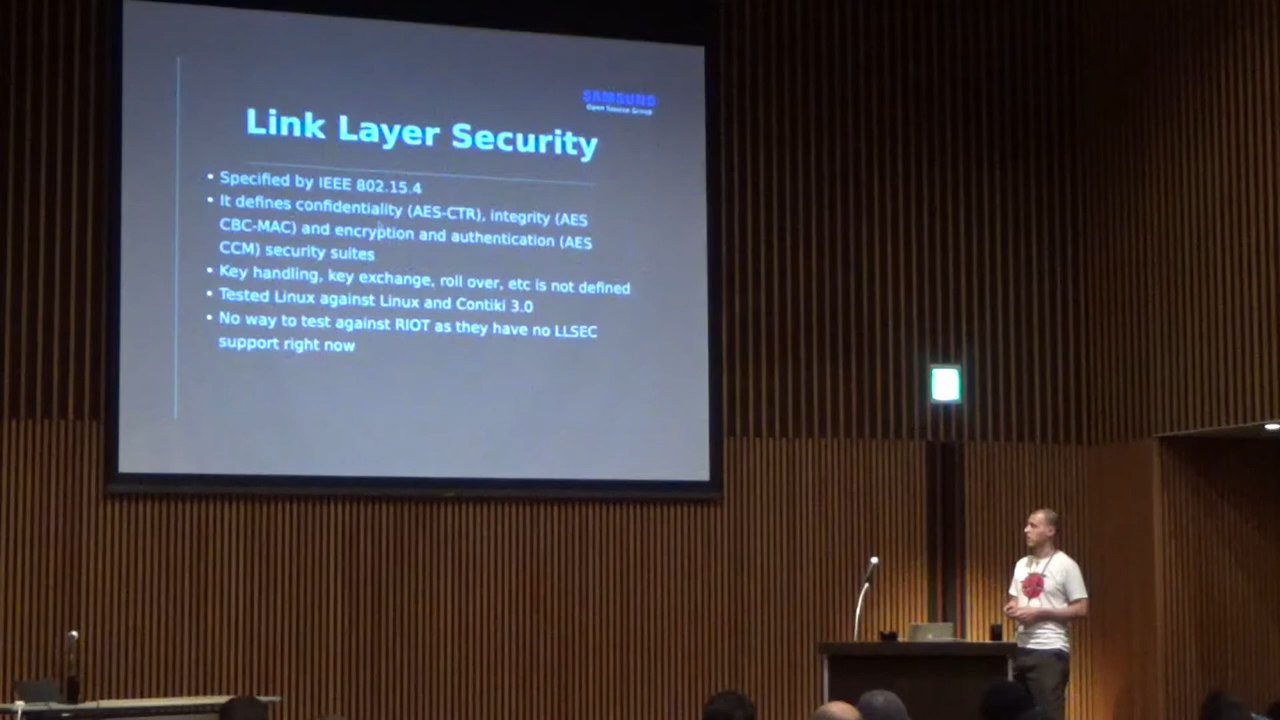 SAMSUNG
Open Source Group
Link Layer Security
• Specified by IEEE 802.15.4
• It defines confidentiality (AES-CTR), integrity (AES
CBC-MAC) and encryption and authentication (AES
CCM) security suites
• Key handling, key exchange, roll over, etc is not defined
• Tested Linux against Linux and Contiki 3.0
• No way to test against RIOT as they have no LLSEC
support right now